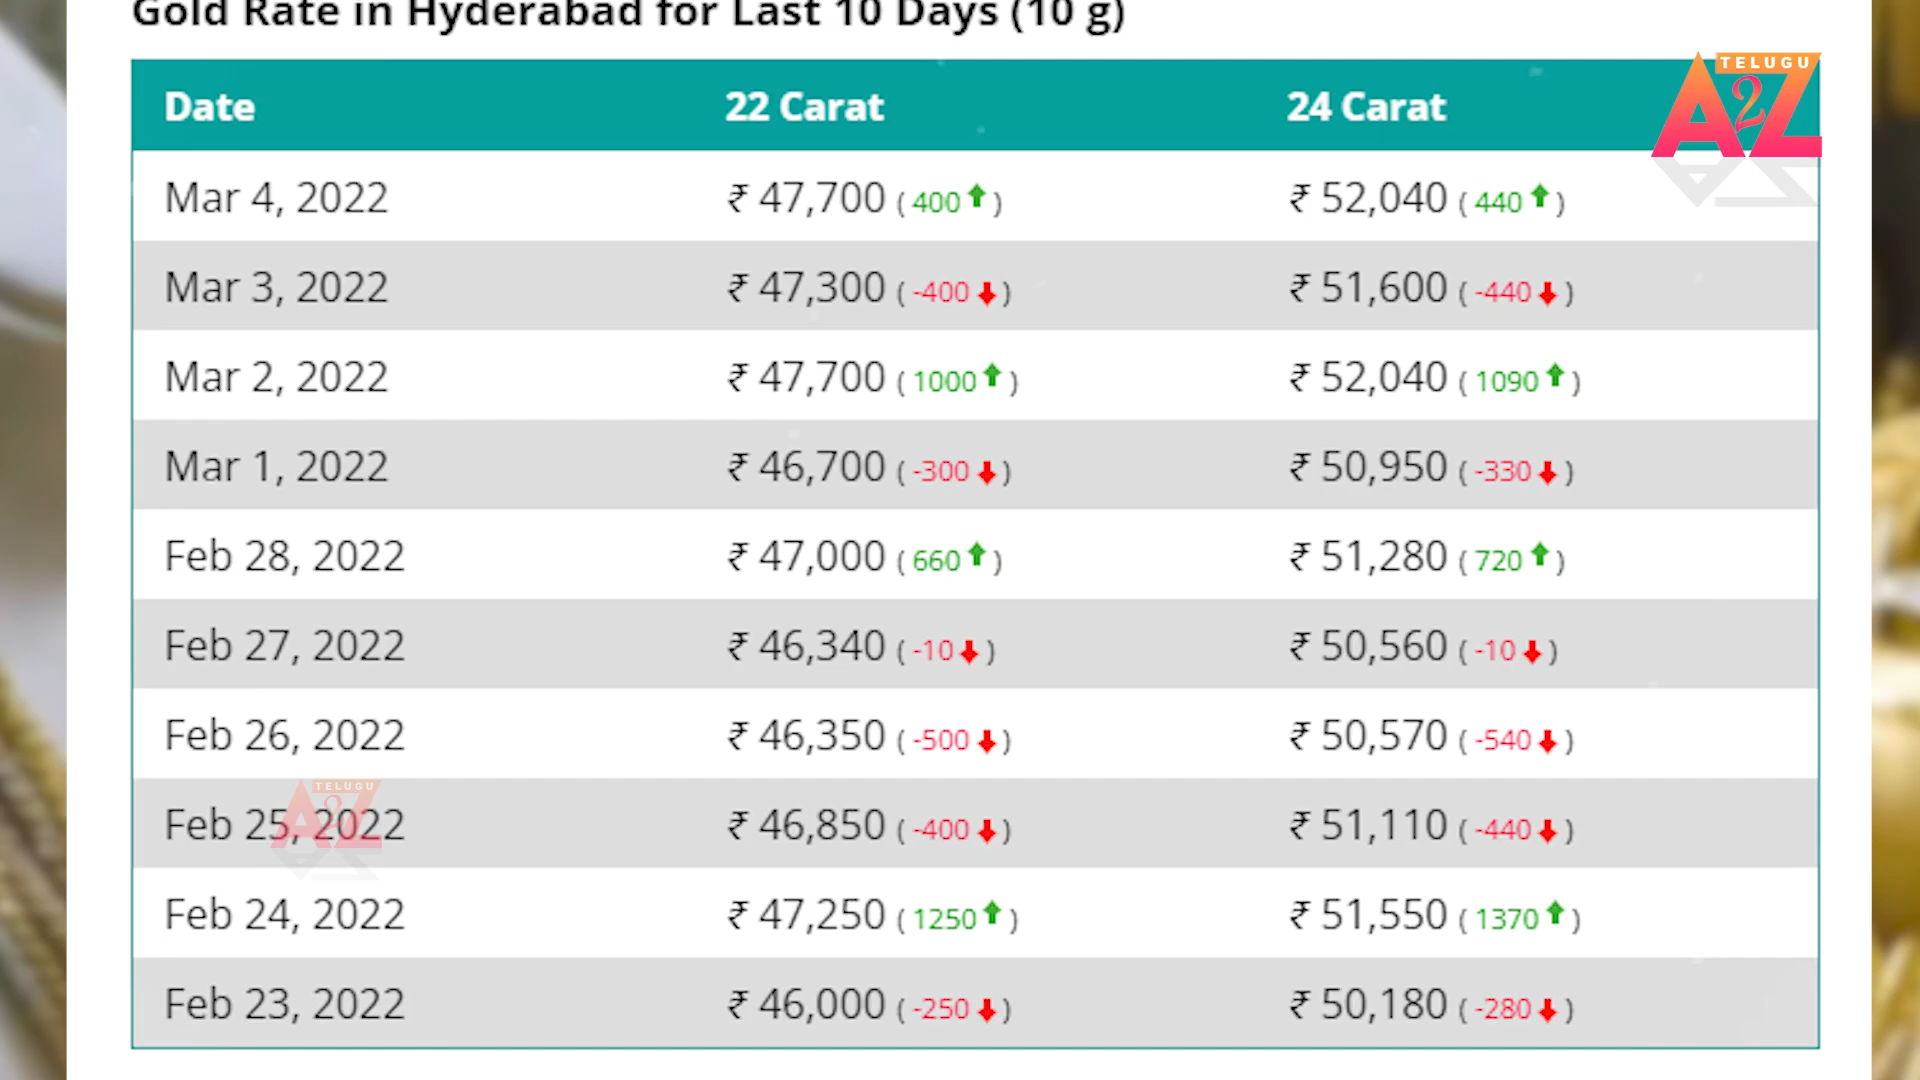 Gold Rate in Hyderabad for Last 10 Days (10 g)
Date 22 Carat 24 Carat
TELUGU
A2Z
Mar 4, 2022 ₹ 47,700 ( 400 ⬆ ) ₹ 52,040 ( 440 ⬆ )
Mar 3, 2022 ₹ 47,300 ( -400 ⬇ ) ₹ 51,600 ( -440 ⬇ )
Mar 2, 2022 ₹ 47,700 ( 1000 ⬆ ) ₹ 52,040 ( 1090 ⬆ )
Mar 1, 2022 ₹ 46,700 ( -300 ⬇ ) ₹ 50,950 ( -330 ⬇ )
Feb 28, 2022 ₹ 47,000 ( 660 ⬆ ) ₹ 51,280 ( 720 ⬆ )
Feb 27, 2022 ₹ 46,340 ( -10 ⬇ ) ₹ 50,560 ( -10 ⬇ )
Feb 26, 2022 ₹ 46,350 ( -500 ⬇ ) ₹ 50,570 ( -540 ⬇ )
TELUGU
A2Z
Feb 25, 2022 ₹ 46,850 ( -400 ⬇ ) ₹ 51,110 ( -440 ⬇ )
Feb 24, 2022 ₹ 47,250 ( 1250 ⬆ ) ₹ 51,550 ( 1370 ⬆ )
Feb 23, 2022 ₹ 46,000 ( -250 ⬇ ) ₹ 50,180 ( -280 ⬇ )